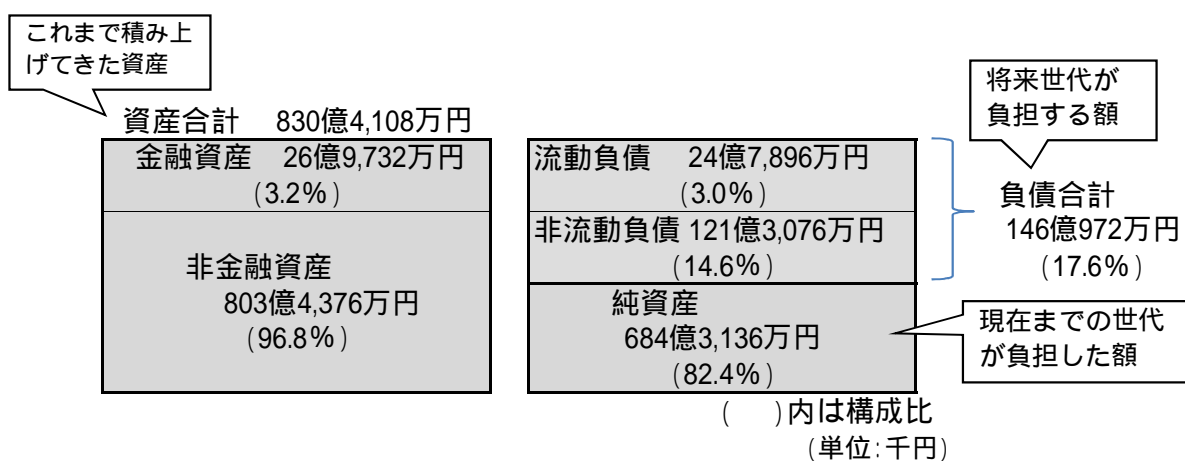 これまで積み上
げてきた資産
資産合計 830億4,108万円
金融資産 26億9,732万円
(3.2%)
非金融資産
803億4,376万円
(96.8%)
流動負債 24億7,896万円
(3.0%)
非流動負債 121億3,076万円
(14.6%)
純資産
684億3,136万円
(82.4%)
将来世代が
負担する額
負債合計
146億972万円
(17.6%)
現在までの世代
が負担した額
( )内は構成比
(単位:千円)